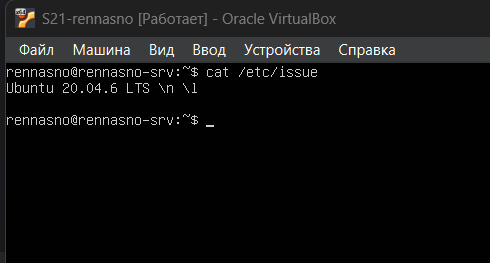 S21-rennasno [Работает] - Oracle VirtualBox
Файл Машина Вид Ввод Устройства Справка
rennasno@rennasno-srv:~$ cat /etc/issue
Ubuntu 20.04.6 LTS \n \l
rennasno@rennasno-srv:~$ _